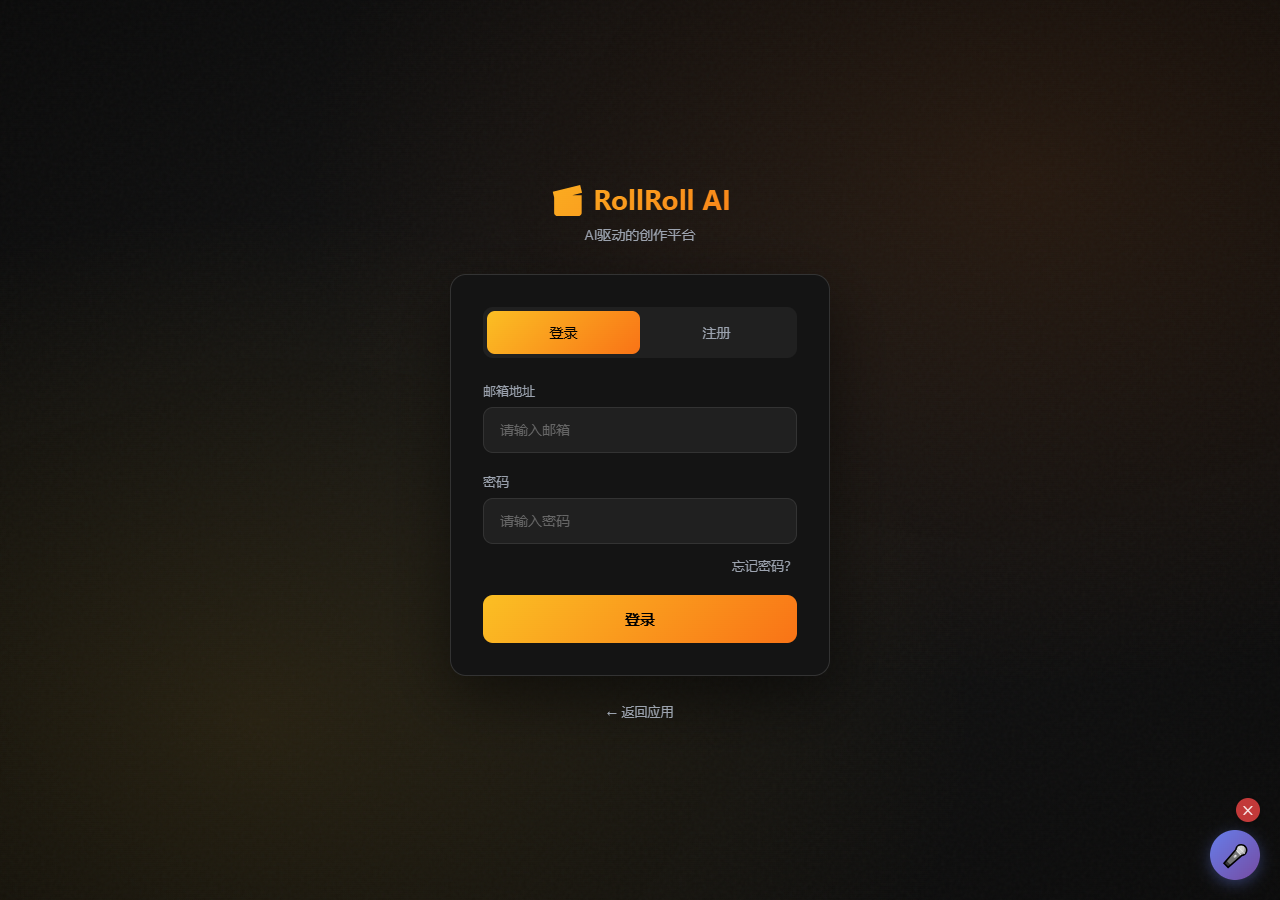 RollRoll AI
AI驱动的创作平台
登录
注册
邮箱地址
请输入邮箱
密码
请输入密码
忘记密码?
登录
← 返回应用